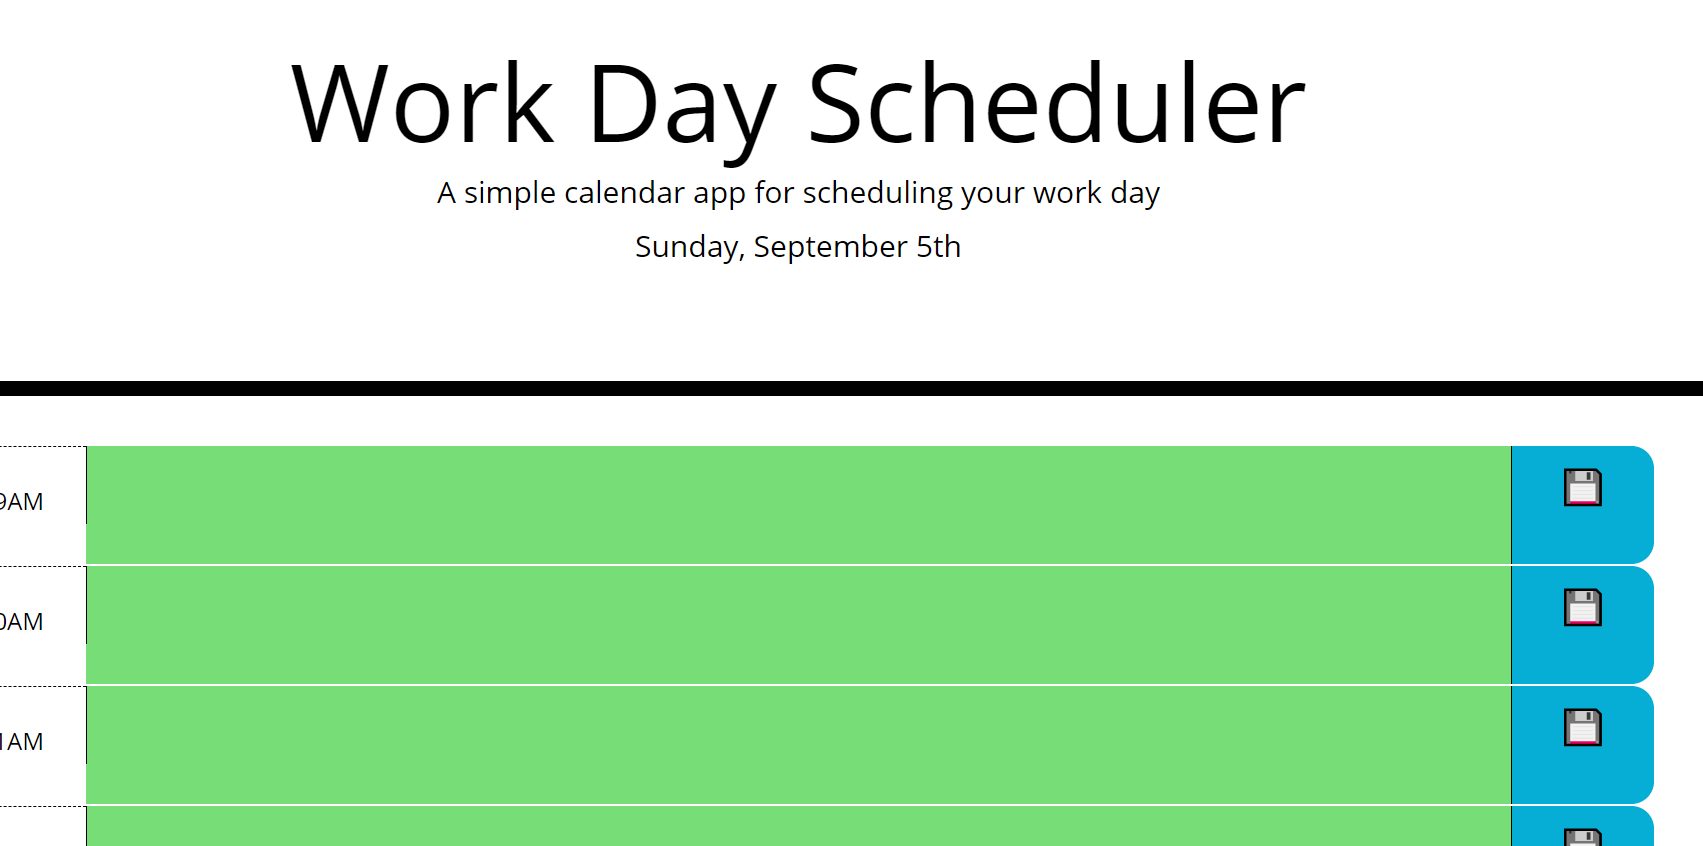 Work Day Scheduler
A simple calendar app for scheduling your work day
Sunday, September 5th
9AM
0AM
1AM